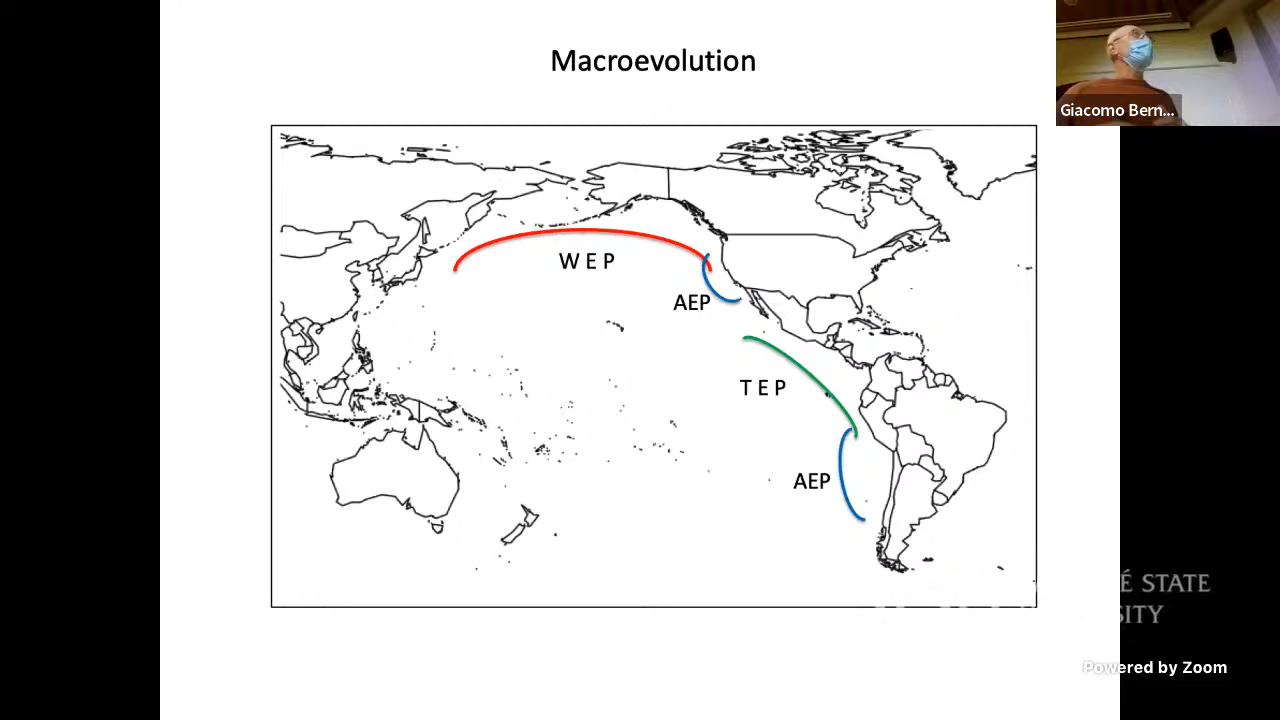 Macroevolution
Giacomo Bern...
W E P
AEP
T E P
AEP
É STATE
SITY
Powered by Zoom